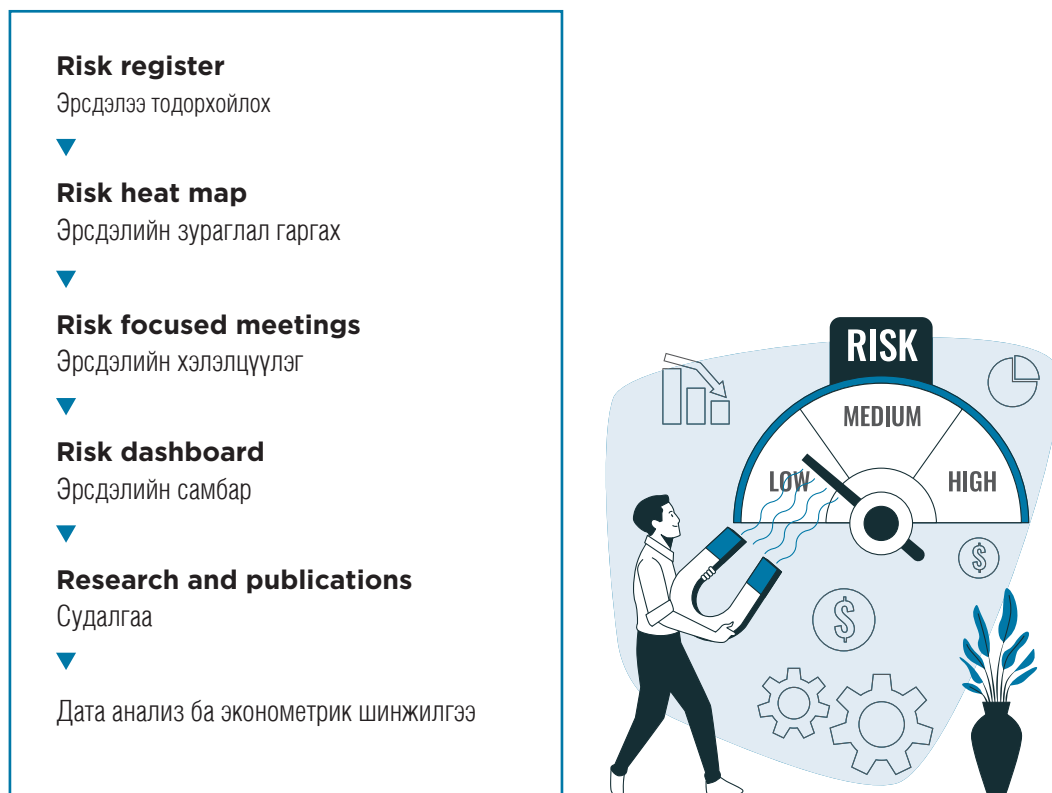 Risk register
Эрсдэлээ тодорхойлох
Risk heat map
Эрсдэлийн зураглал гаргах
Risk focused meetings
Эрсдэлийн хэлэлцүүлэг
Risk dashboard
Эрсдэлийн самбар
Research and publications
Судалгаа
Дата анализ ба эконометрик шинжилгээ
RISK
MEDIUM
LOW
HIGH
$
$